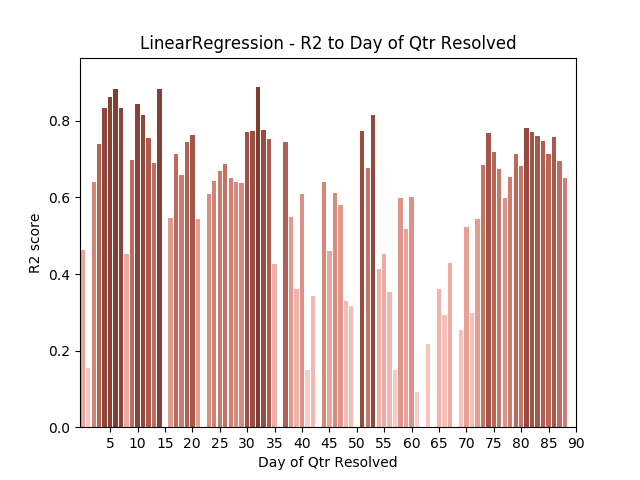 LinearRegression - R2 to Day of Qtr Resolved
R2 score
0.8
0.6
0.4
0.2
0.0
5 10 15 20 25 30 35 40 45 50 55 60 65 70 75 80 85 90
Day of Qtr Resolved